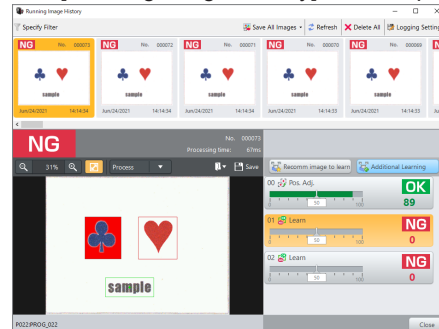 Running Image History
Specify Filter
Save All Images
Refresh
Delete All
Logging Setting
NG No. 000073
sample
Jun/24/2021 14:14:34
NG No. 000072
sample
Jun/24/2021 14:14:34
NG No. 000071
sample
Jun/24/2021 14:14:34
NG No. 000070
sample
Jun/24/2021 14:14:33
NG No. 000069
sample
Jun/24/2021 14:14:33
NG
No. 000073
Processing time: 67ms
31%
Process
Save
sample
Recomm image to learn
Additional Learning
00 Pos. Adj.
OK
89
0 50 100
01 Learn
NG
0
0 50 100
02 Learn
NG
0
0 50 100
P022:PROG_022
Close